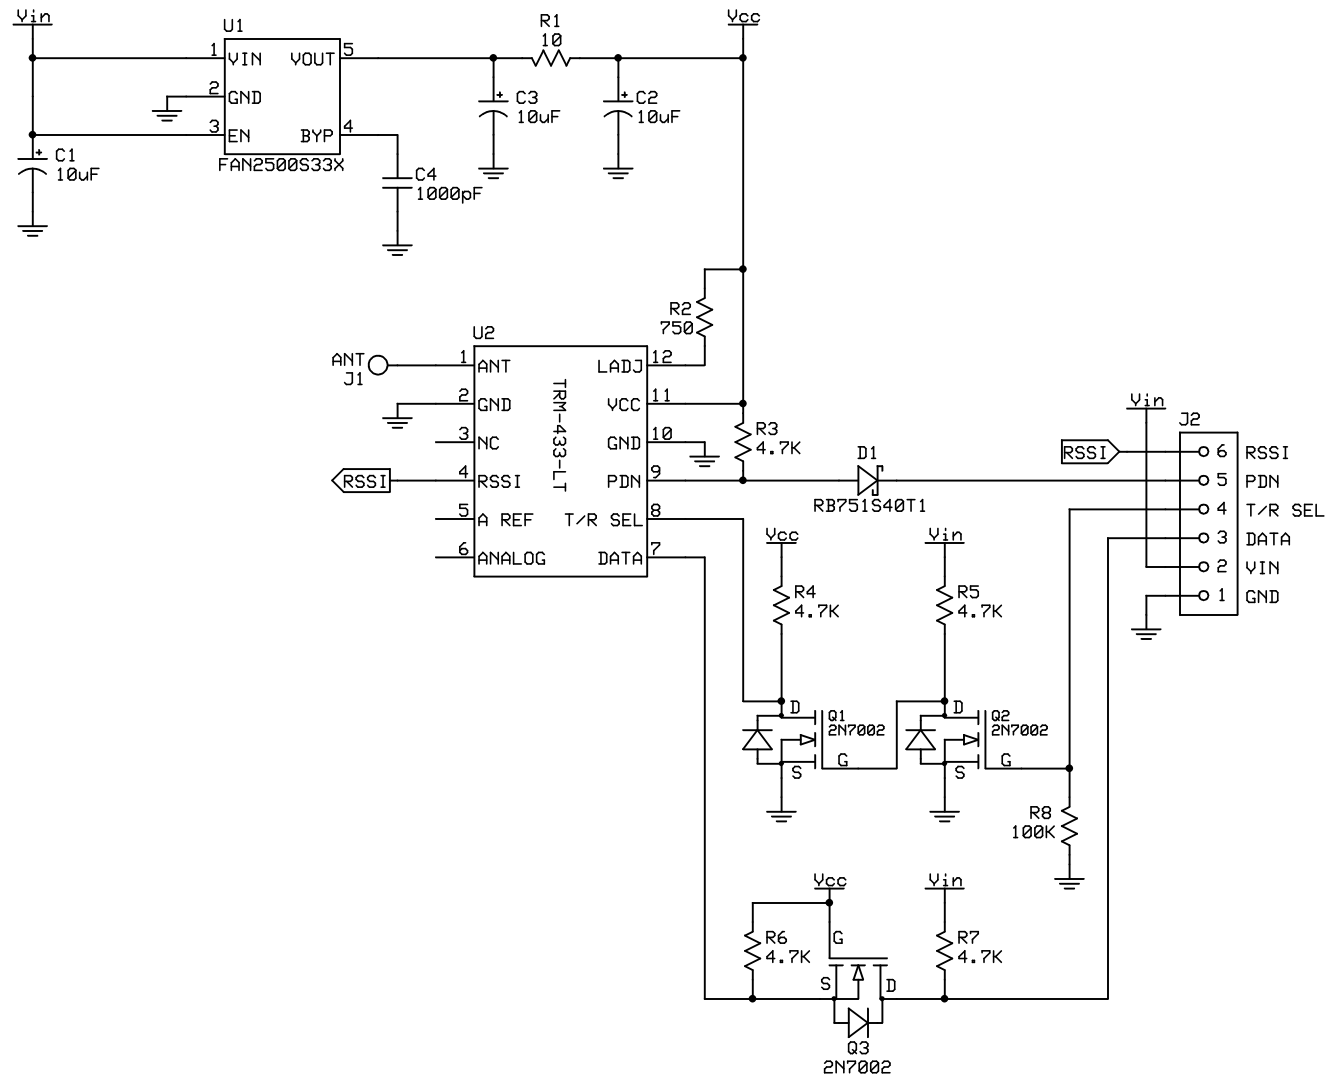 Vin
U1
1 VIN VOUT 5
2 GND
3 EN BYP 4
FAN2500S33X
C1
10uF
C4
1000pF
R1
10
C3
10uF
C2
10uF
Vcc
R2
750
U2
ANT
J1
1 ANT LADJ 12
2 GND VCC 11
3 NC GND 10
4 RSSI PDN 9
5 A REF T/R SEL 8
6 ANALOG DATA 7
TRM-433-LT
RSSI
R3
4.7K
D1
RB751S40T1
Vin
J2
RSSI
6 RSSI
5 PDN
4 T/R SEL
3 DATA
2 VIN
1 GND
Vcc
R4
4.7K
Vin
R5
4.7K
D
Q1
2N7002
G
S
D
Q2
2N7002
G
S
R8
100K
Vcc
R6
4.7K
G
S
D
Q3
2N7002
Vin
R7
4.7K